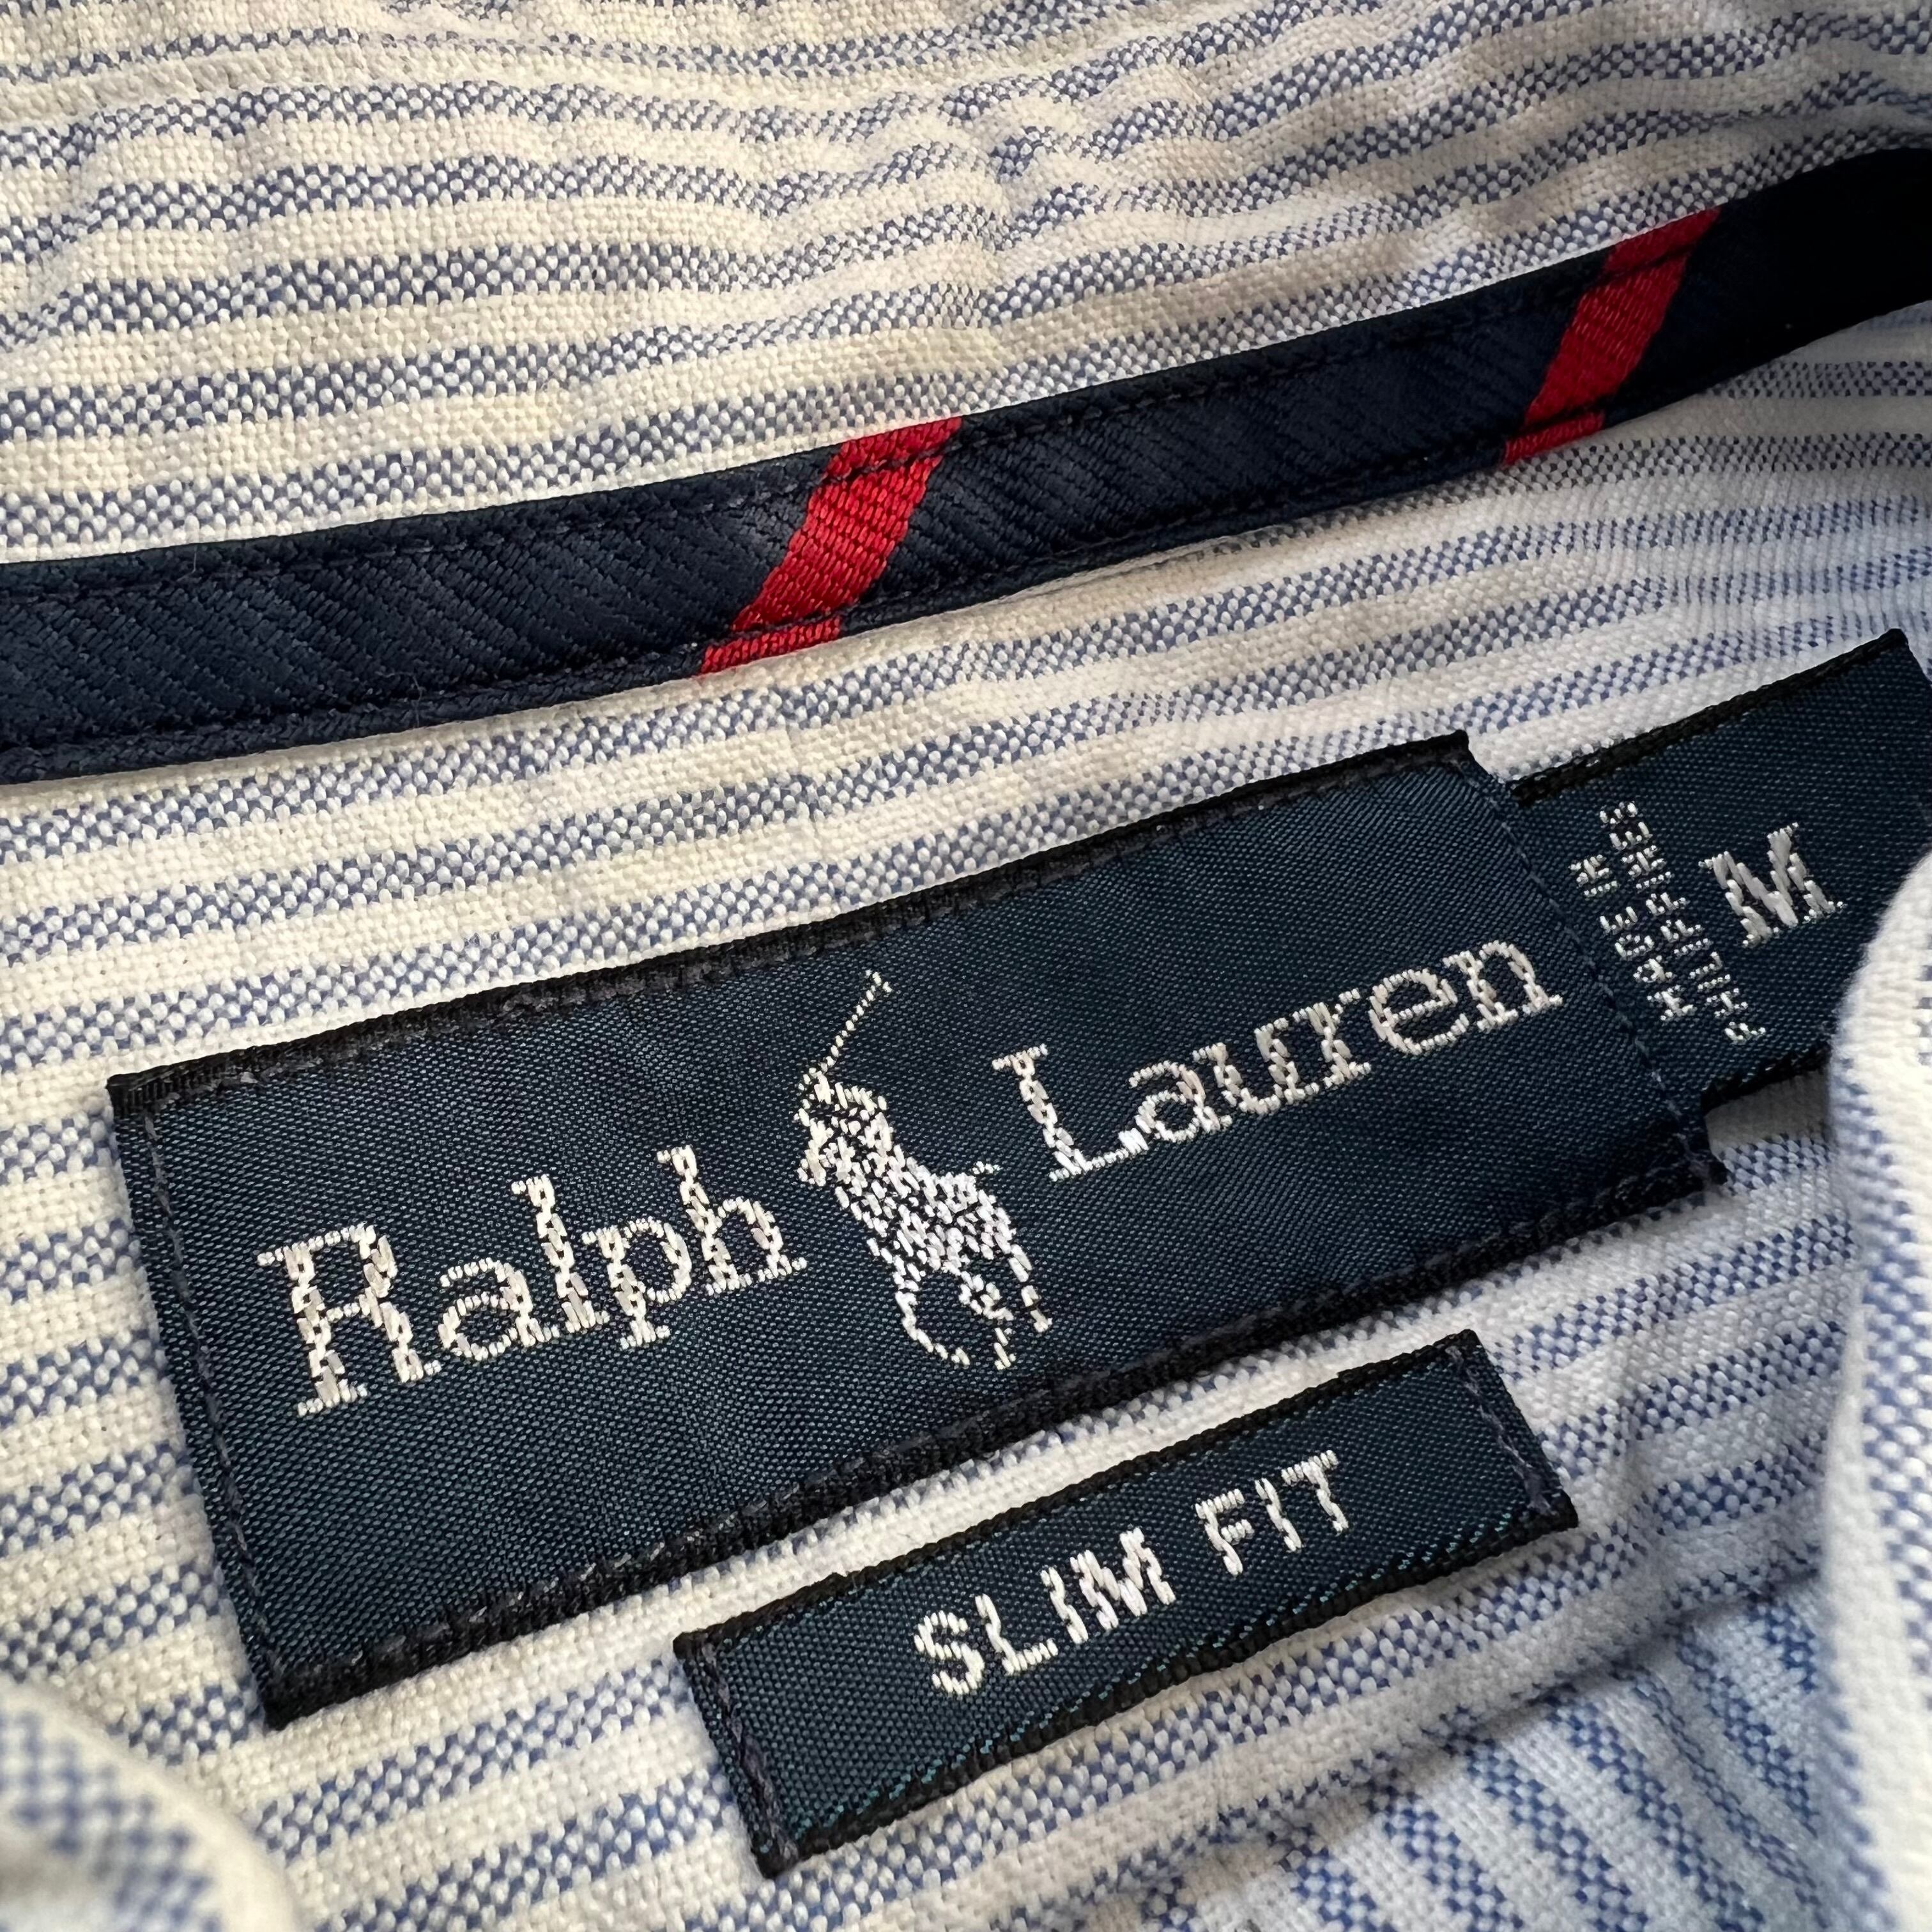 Ralph Lauren
M
MADE IN
PHILIPPINES
SLIM FIT